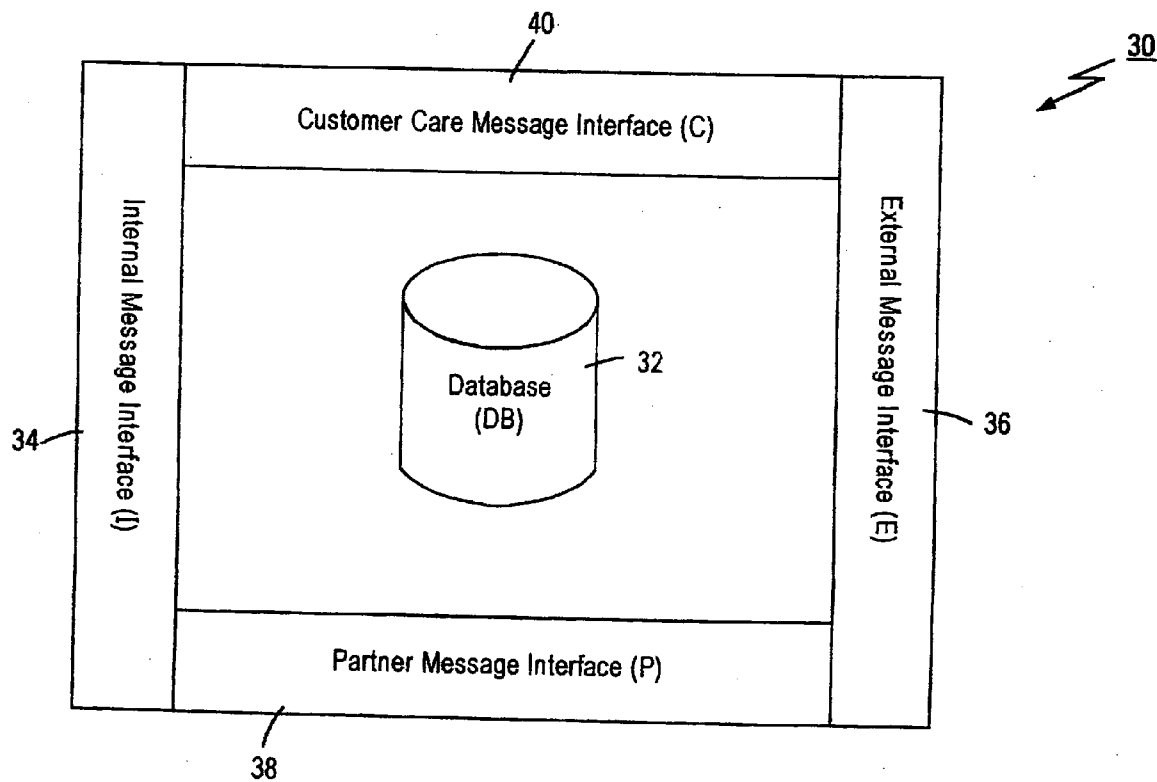 40
30
Customer Care Message Interface (C)
Internal Message Interface (I)
External Message Interface (E)
Database
(DB)
32
34
36
Partner Message Interface (P)
38